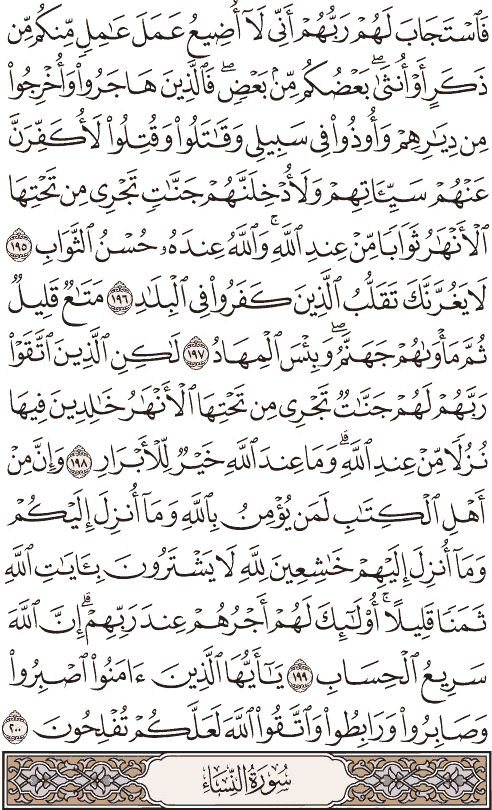 فَٱسْتَجَابَ لَهُمْ رَبُّهُمْ أَنِّى لَآ أُضِيعُ عَمَلَ عَٰمِلٍ مِّنكُم مِّن
ذَكَرٍ أَوْ أُنثَىٰ ۖ بَعْضُكُم مِّنۢ بَعْضٍ ۖ فَٱلَّذِينَ هَاجَرُوا۟ وَأُخْرِجُوا۟
مِن دِيَٰرِهِمْ وَأُوذُوا۟ فِى سَبِيلِى وَقَٰتَلُوا۟ وَقُتِلُوا۟ لَأُكَفِّرَنَّ
عَنْهُمْ سَيِّـَٔاتِهِمْ وَلَأُدْخِلَنَّهُمْ جَنَّٰتٍ تَجْرِى مِن تَحْتِهَا
ٱلْأَنْهَٰرُ ثَوَابًا مِّنْ عِندِ ٱللَّهِ ۗ وَٱللَّهُ عِندَهُۥ حُسْنُ ٱلثَّوَابِ ١٩٥
لَا يَغُرَّنَّكَ تَقَلُّبُ ٱلَّذِينَ كَفَرُوا۟ فِى ٱلْبِلَٰدِ ١٩٦ مَتَٰعٌ قَلِيلٌ
ثُمَّ مَأْوَىٰهُمْ جَهَنَّمُ ۚ وَبِئْسَ ٱلْمِهَادُ ١٩٧ لَٰكِنِ ٱلَّذِينَ ٱتَّقَوْا۟
رَبَّهُمْ لَهُمْ جَنَّٰتٌ تَجْرِى مِن تَحْتِهَا ٱلْأَنْهَٰرُ خَٰلِدِينَ فِيهَا
نُزُلًا مِّنْ عِندِ ٱللَّهِ ۗ وَمَا عِندَ ٱللَّهِ خَيْرٌ لِّلْأَبْرَارِ ١٩٨ وَإِنَّ مِنْ
أَهْلِ ٱلْكِتَٰبِ لَمَن يُؤْمِنُ بِٱللَّهِ وَمَآ أُنزِلَ إِلَيْكُمْ
وَمَآ أُنزِلَ إِلَيْهِمْ خَٰشِعِينَ لِلَّهِ لَا يَشْتَرُونَ بِـَٔايَٰتِ ٱللَّهِ
ثَمَنًا قَلِيلًا ۗ أُو۟لَٰٓئِكَ لَهُمْ أَجْرُهُمْ عِندَ رَبِّهِمْ ۗ إِنَّ ٱللَّهَ
سَرِيعُ ٱلْحِسَابِ ١٩٩ يَٰٓأَيُّهَا ٱلَّذِينَ ءَامَنُوا۟ ٱصْبِرُوا۟
وَصَابِرُوا۟ وَرَابِطُوا۟ وَٱتَّقُوا۟ ٱللَّهَ لَعَلَّكُمْ تُفْلِحُونَ ٢٠٠
سُورَةُ النِّسَاءِ